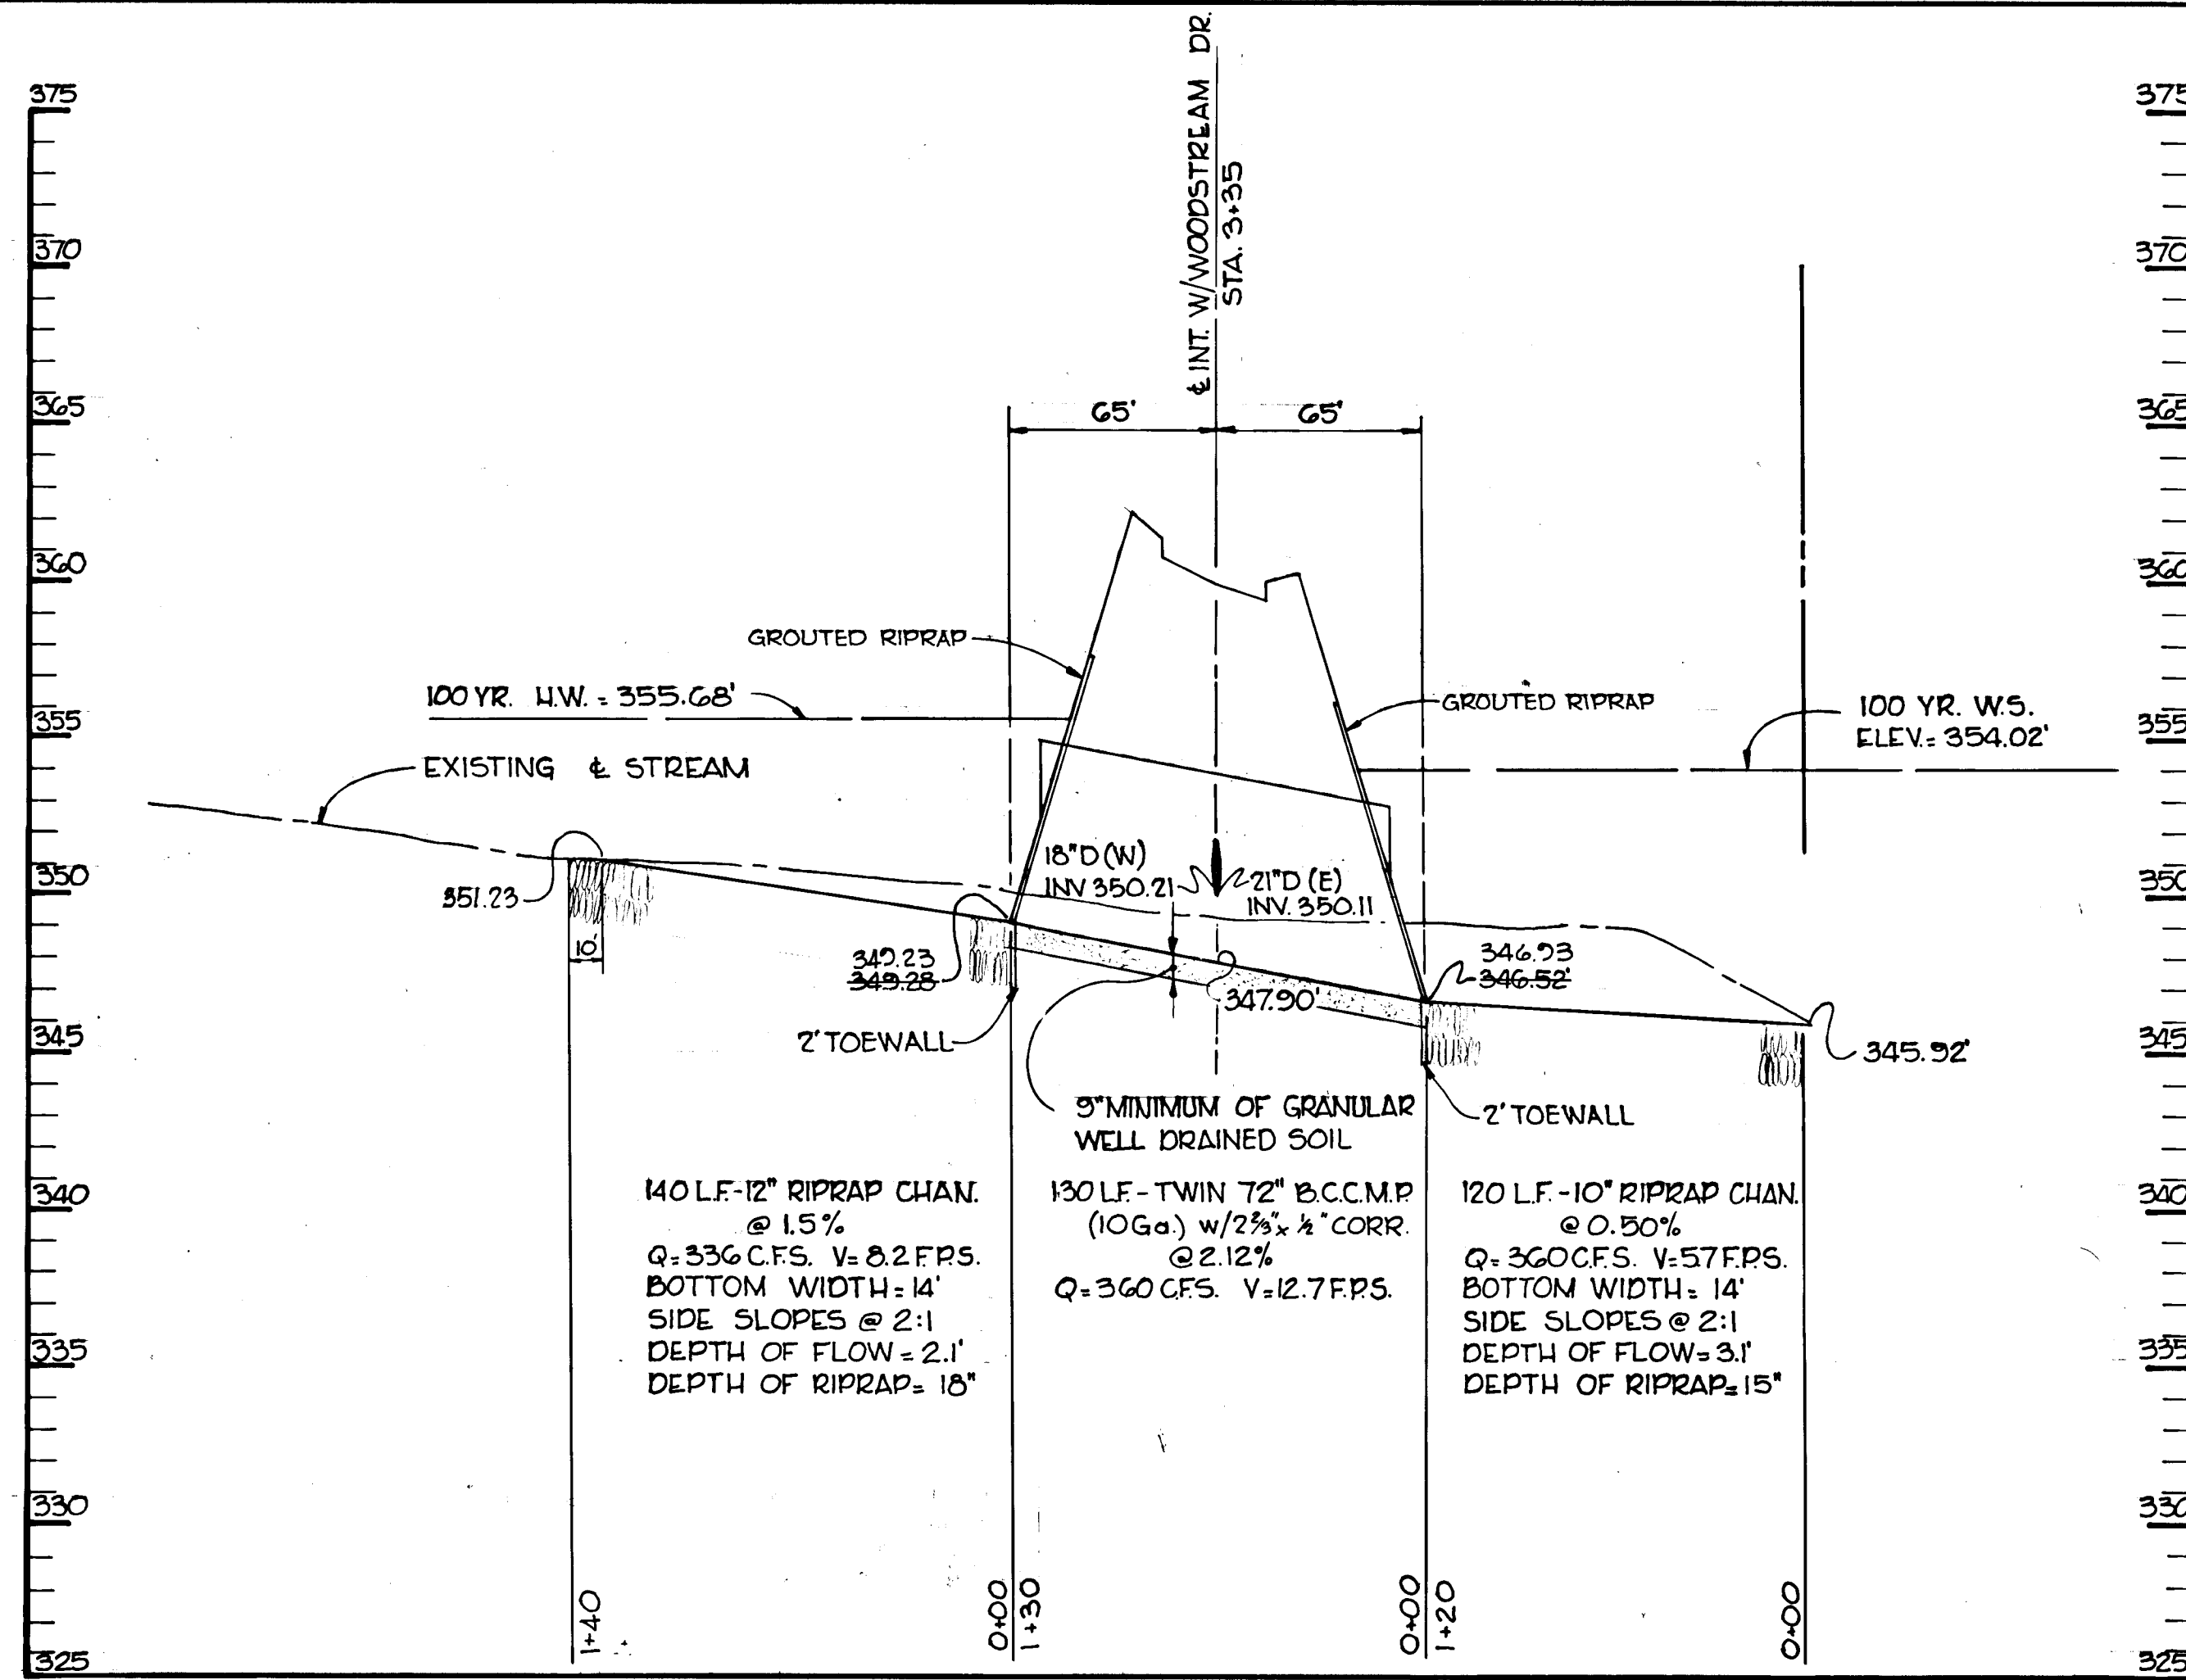 ℄ INT. W/WOODSTREAM DR.
STA. 3+35
375
370
365
360
355
350
345
340
335
330
325
375
370
365
360
355
350
345
340
335
330
325
65'
65'
GROUTED RIPRAP
100 YR. H.W. = 355.68'
EXISTING ℄ STREAM
GROUTED RIPRAP
100 YR. W.S.
ELEV. = 354.02'
351.23
10'
18"D (W)
INV 350.21
21"D (E)
INV. 350.11
349.23
349.28
346.93
346.52'
347.90'
345.92'
2' TOEWALL
2' TOEWALL
9" MINIMUM OF GRANULAR
WELL DRAINED SOIL
140 L.F.-12" RIPRAP CHAN.
@ 1.5%
Q=336 C.F.S. V= 8.2 F.P.S.
BOTTOM WIDTH = 14'
SIDE SLOPES @ 2:1
DEPTH OF FLOW = 2.1'
DEPTH OF RIPRAP = 18"
130 L.F. - TWIN 72" B.C.C.M.P.
(10 Ga.) W/2⅔" x ½" CORR.
@ 2.12%
Q=360 C.F.S. V=12.7 F.P.S.
120 L.F. - 10" RIPRAP CHAN.
@ 0.50%
Q=360 C.F.S. V=5.7 F.P.S.
BOTTOM WIDTH = 14'
SIDE SLOPES @ 2:1
DEPTH OF FLOW = 3.1'
DEPTH OF RIPRAP = 15"
1+40
0+00
1+30
0+00
1+20
0+00